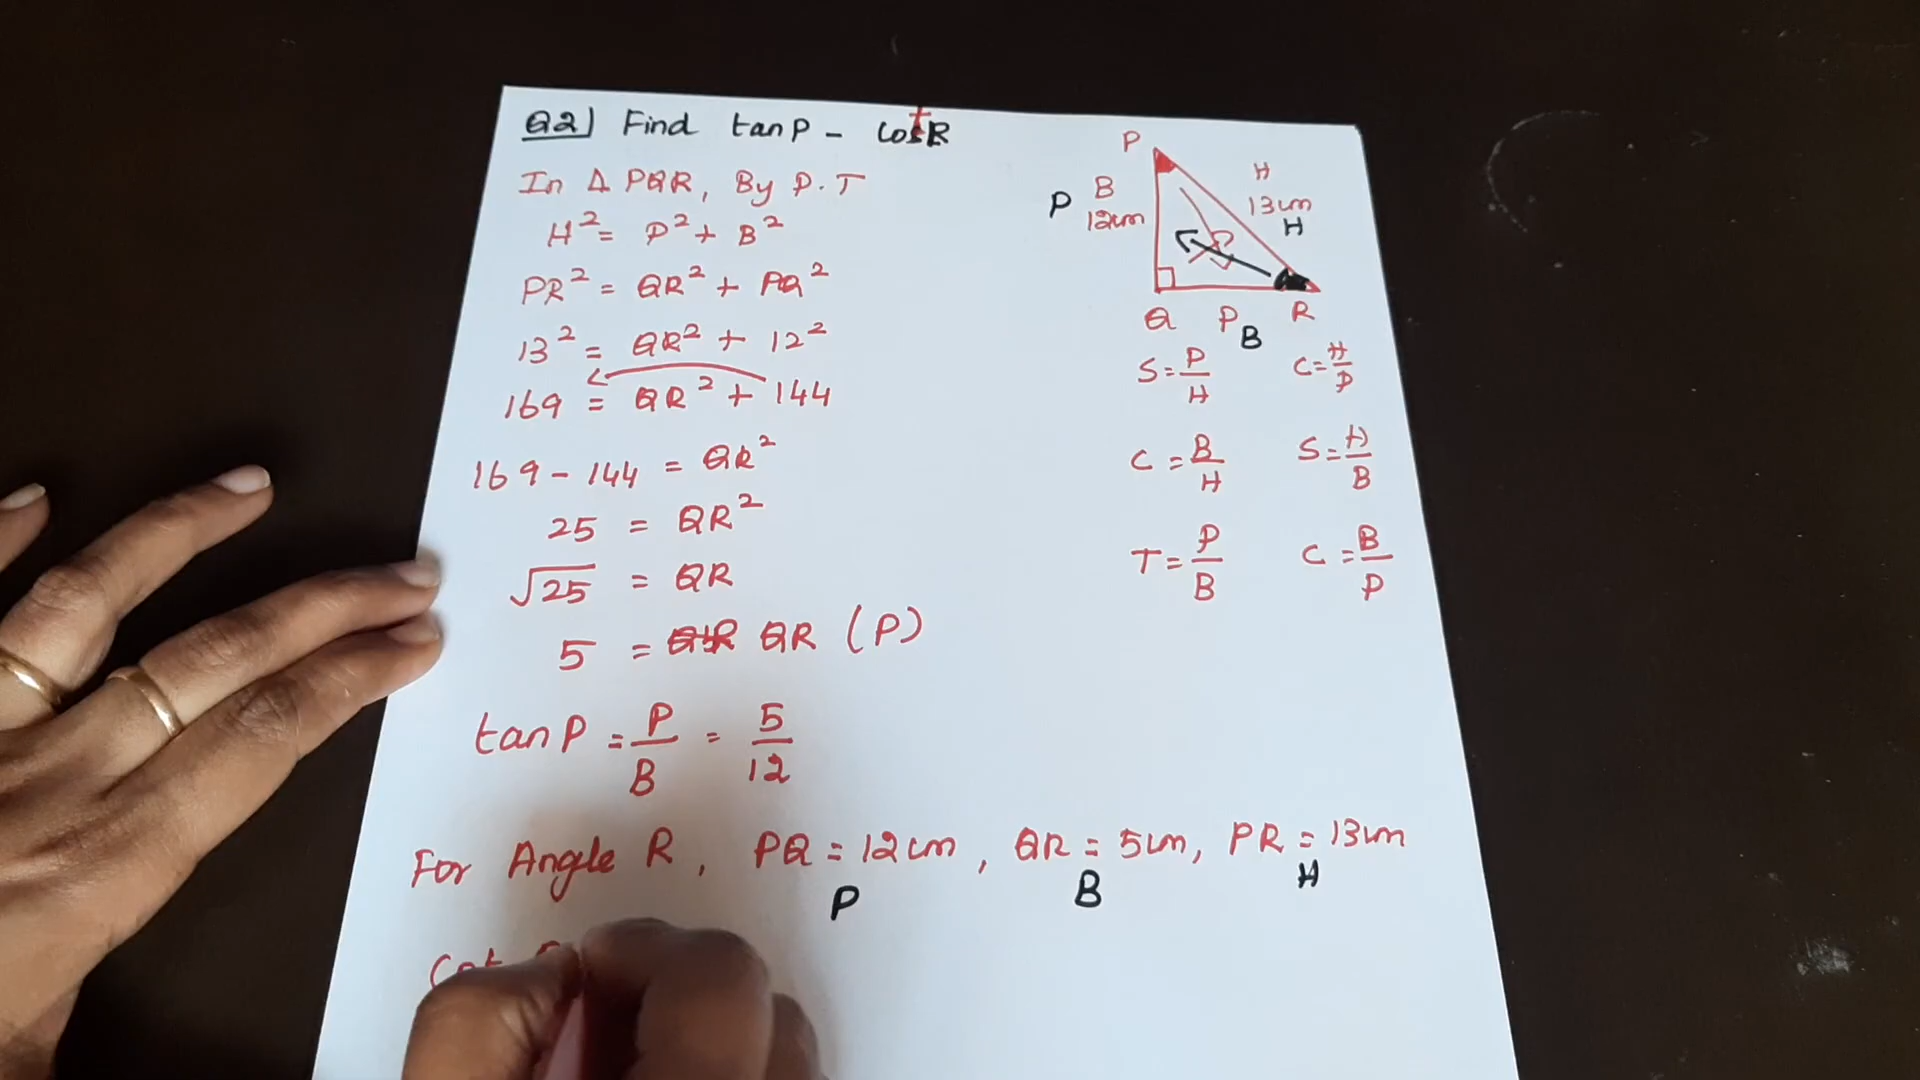 Q2) Find tan P - cot R
In Δ PQR, By P.T
H² = P² + B²
PR² = QR² + PQ²
13² = QR² + 12²
169 = QR² + 144
169 - 144 = QR²
25 = QR²
√25 = QR
5 = QR (P)
tan P = P/B = 5/12
For Angle R, PQ = 12cm, QR = 5cm, PR = 13cm
P B H
Cot
P
H
P B 13cm
12cm H
Q P R
B
S = P/H C = H/P
C = B/H S = H/B
T = P/B C = B/P